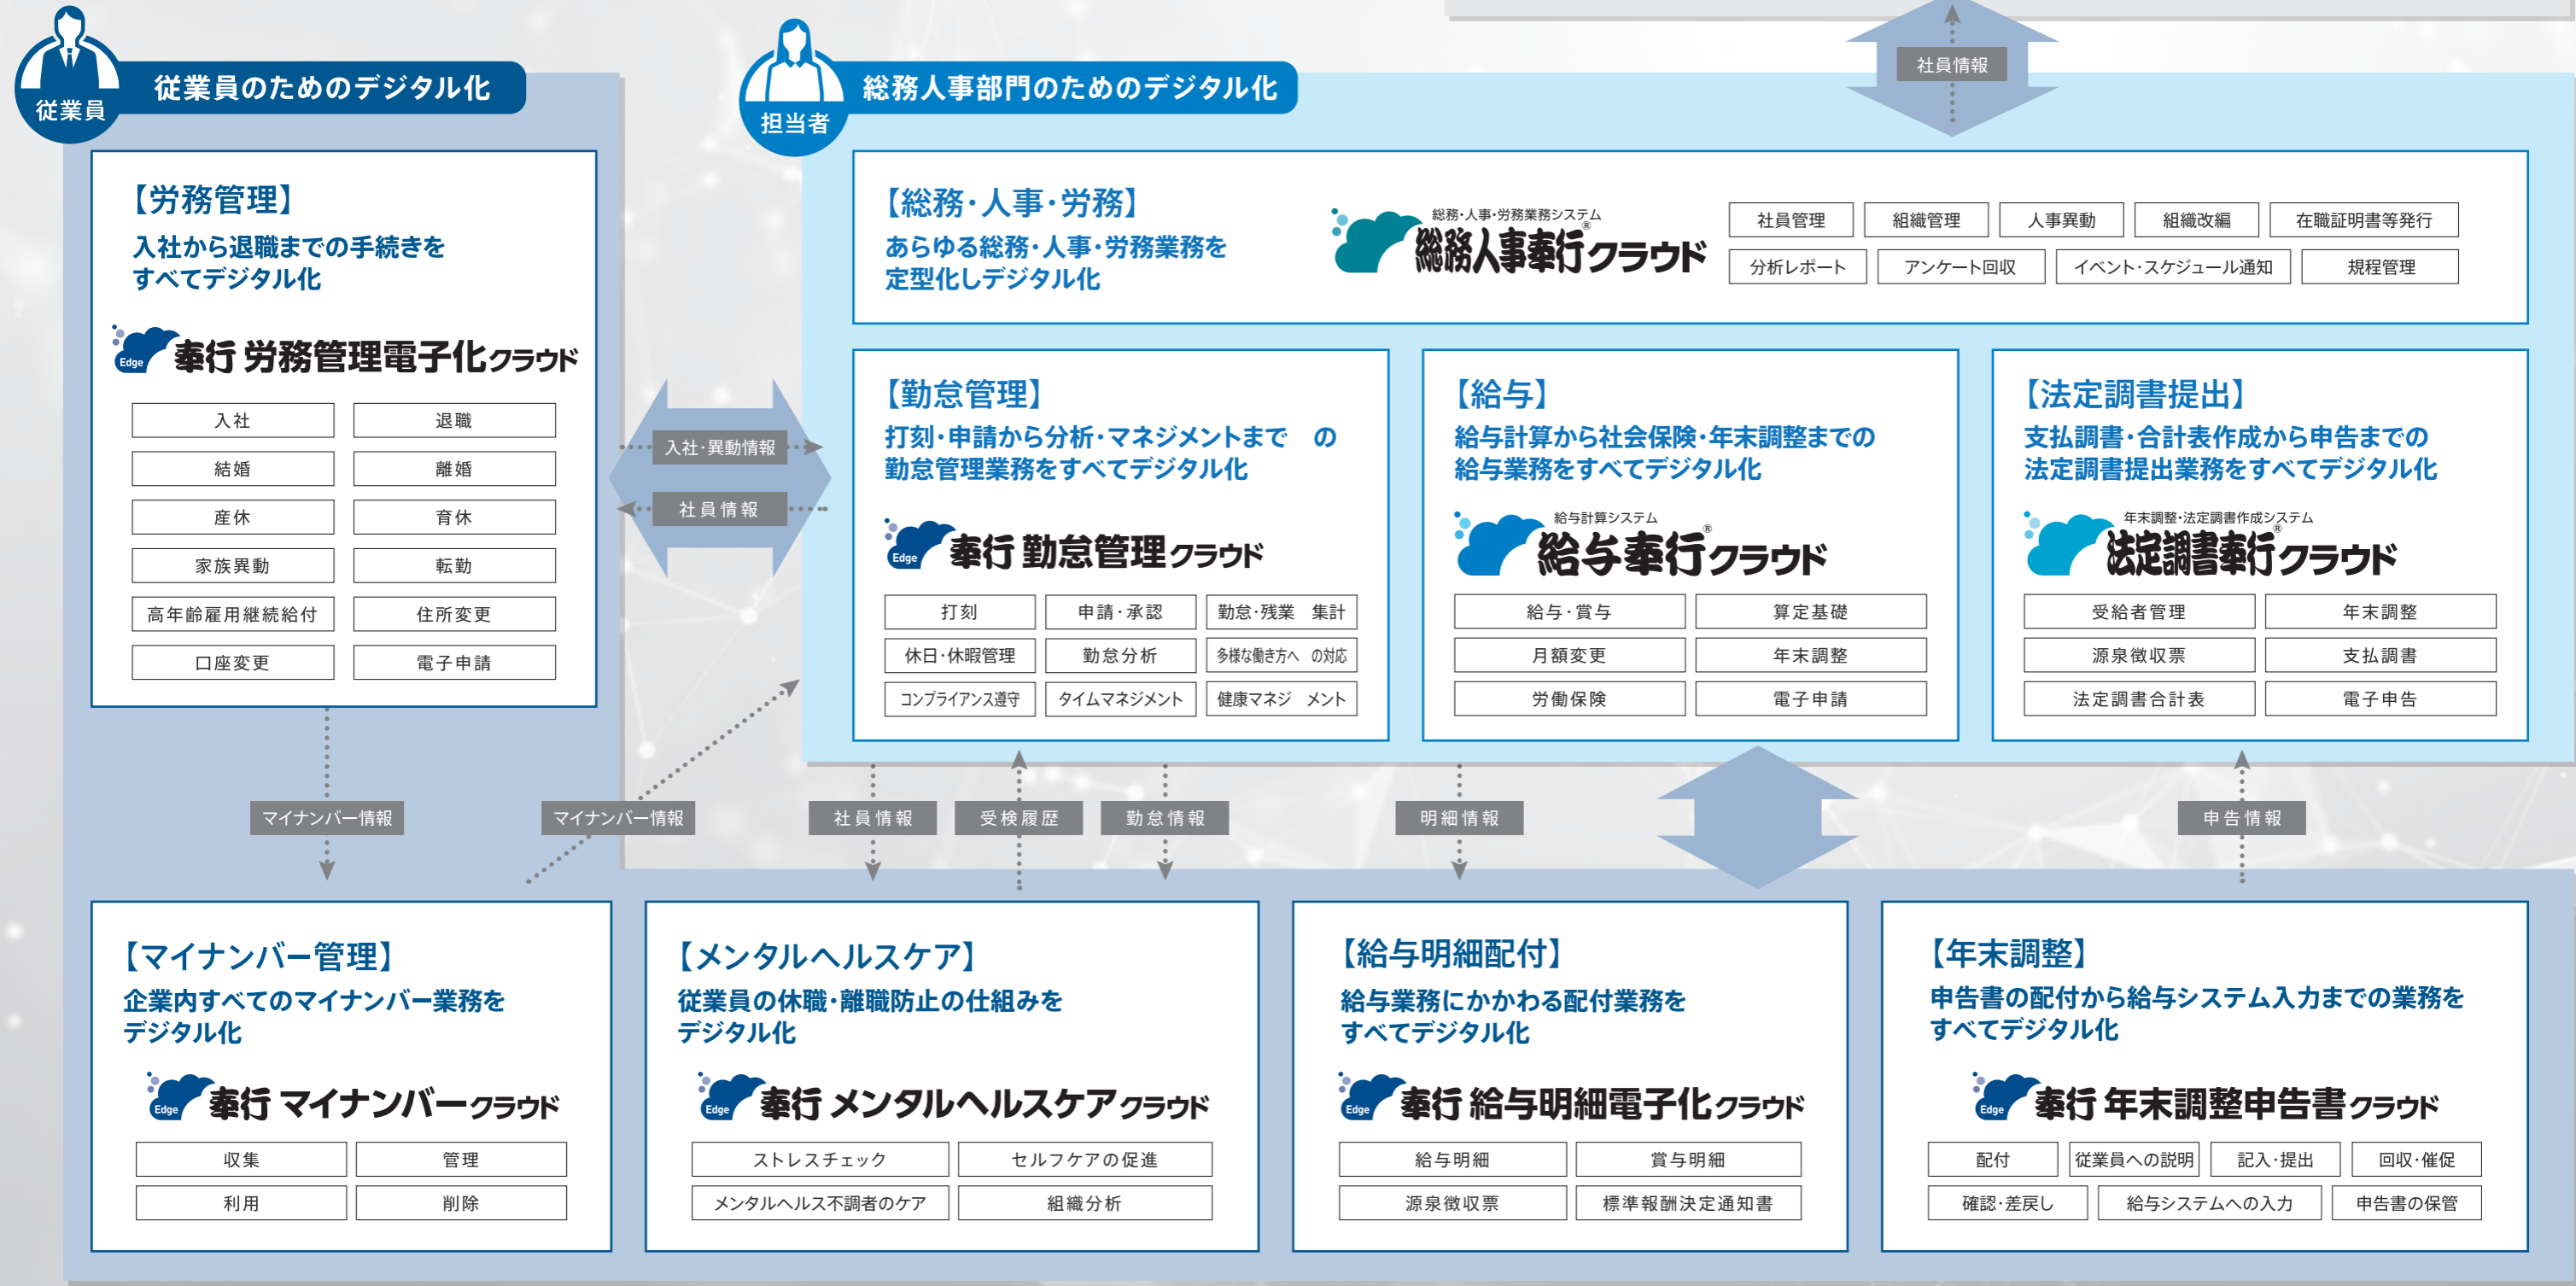 従業員
従業員のためのデジタル化
担当者
総務人事部門のためのデジタル化
社員情報
【労務管理】
入社から退職までの手続きを
すべてデジタル化
Edge 奉行 労務管理電子化クラウド
入社 退職
結婚 離婚
産休 育休
家族異動 転勤
高年齢雇用継続給付 住所変更
口座変更 電子申請
入社・異動情報
社員情報
【総務・人事・労務】
あらゆる総務・人事・労務業務を
定型化しデジタル化
総務・人事・労務業務システム
総務人事奉行®クラウド
社員管理 組織管理 人事異動 組織改編 在職証明書等発行
分析レポート アンケート回収 イベント・スケジュール通知 規程管理
【勤怠管理】
打刻・申請から分析・マネジメントまで の
勤怠管理業務をすべてデジタル化
Edge 奉行 勤怠管理クラウド
打刻 申請・承認 勤怠・残業 集計
休日・休暇管理 勤怠分析 多様な働き方へ の対応
コンプライアンス遵守 タイムマネジメント 健康マネジ メント
【給与】
給与計算から社会保険・年末調整までの
給与業務をすべてデジタル化
給与計算システム
給与奉行®クラウド
給与・賞与 算定基礎
月額変更 年末調整
労働保険 電子申請
【法定調書提出】
支払調書・合計表作成から申告までの
法定調書提出業務をすべてデジタル化
年末調整・法定調書作成システム
法定調書奉行®クラウド
受給者管理 年末調整
源泉徴収票 支払調書
法定調書合計表 電子申告
マイナンバー情報 マイナンバー情報 社員情報 受検履歴 勤怠情報 明細情報 申告情報
【マイナンバー管理】
企業内すべてのマイナンバー業務を
デジタル化
Edge 奉行 マイナンバークラウド
収集 管理
利用 削除
【メンタルヘルスケア】
従業員の休職・離職防止の仕組みを
デジタル化
Edge 奉行 メンタルヘルスケアクラウド
ストレスチェック セルフケアの促進
メンタルヘルス不調者のケア 組織分析
【給与明細配付】
給与業務にかかわる配付業務を
すべてデジタル化
Edge 奉行 給与明細電子化クラウド
給与明細 賞与明細
源泉徴収票 標準報酬決定通知書
【年末調整】
申告書の配付から給与システム入力までの業務を
すべてデジタル化
Edge 奉行 年末調整申告書クラウド
配付 従業員への説明 記入・提出 回収・催促
確認・差戻し 給与システムへの入力 申告書の保管